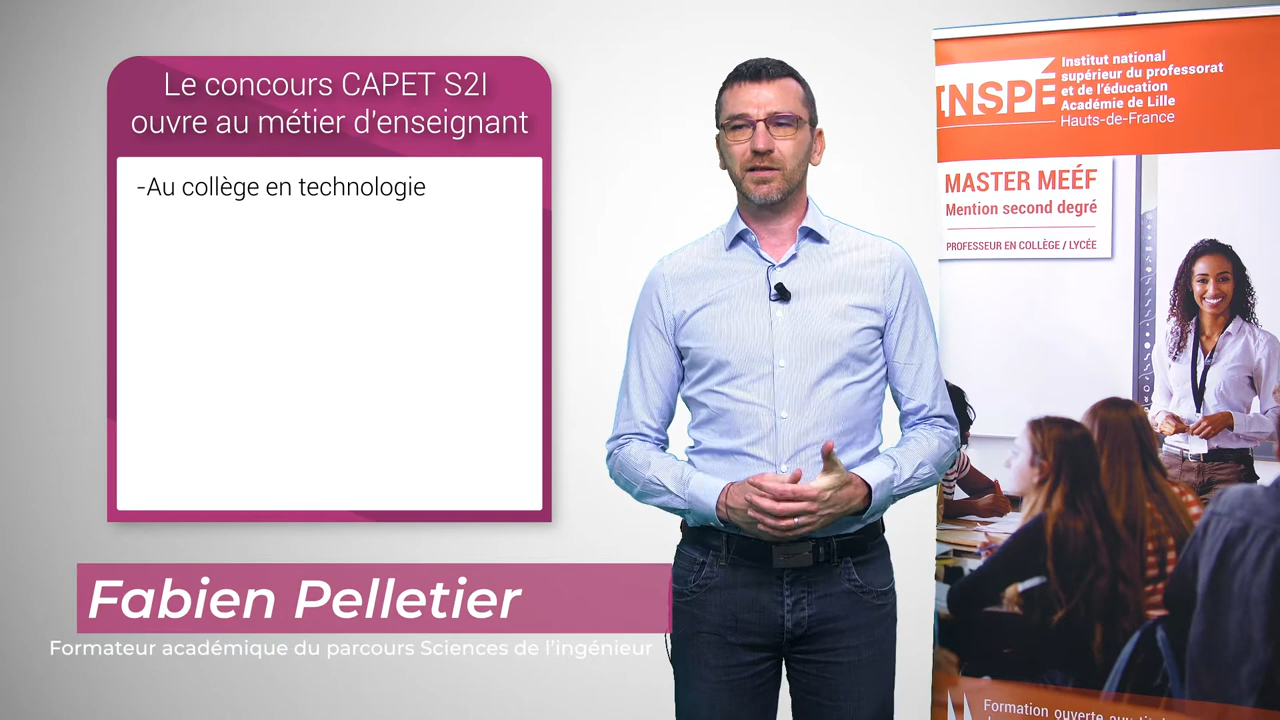 Le concours CAPET S2I
ouvre au métier d'enseignant
-Au collège en technologie
Fabien Pelletier
Formateur académique du parcours Sciences de l'ingénieur
INSPÉ
Institut national
supérieur du professorat
et de l'éducation
Académie de Lille
Hauts-de-France
MASTER MEÉF
Mention second degré
PROFESSEUR EN COLLÈGE / LYCÉE
Formation ouverte aux